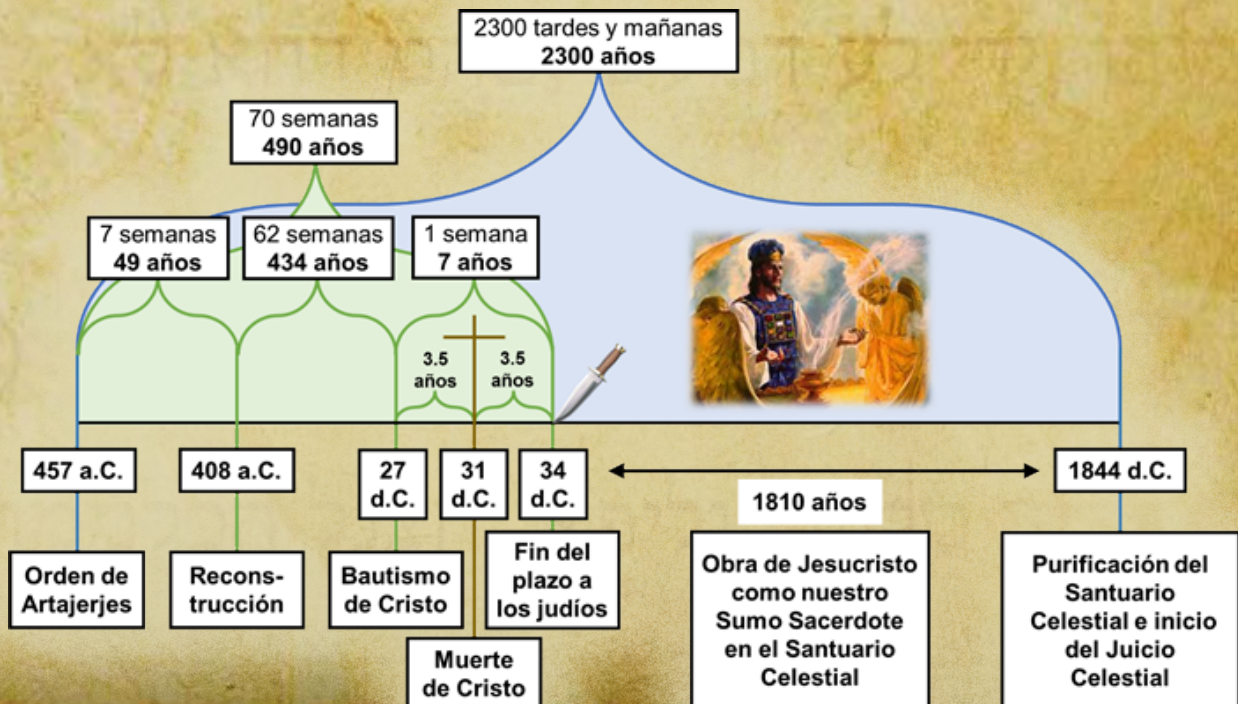 2300 tardes y mañanas
2300 años
70 semanas
490 años
7 semanas
49 años
62 semanas
434 años
1 semana
7 años
3.5
años
3.5
años
457 a.C.
408 a.C.
27
d.C.
31
d.C.
34
d.C.
1844 d.C.
1810 años
Orden de
Artajerjes
Recons-
trucción
Bautismo
de Cristo
Muerte
de Cristo
Fin del
plazo a
los judíos
Obra de Jesucristo
como nuestro
Sumo Sacerdote
en el Santuario
Celestial
Purificación del
Santuario
Celestial e inicio
del Juicio
Celestial